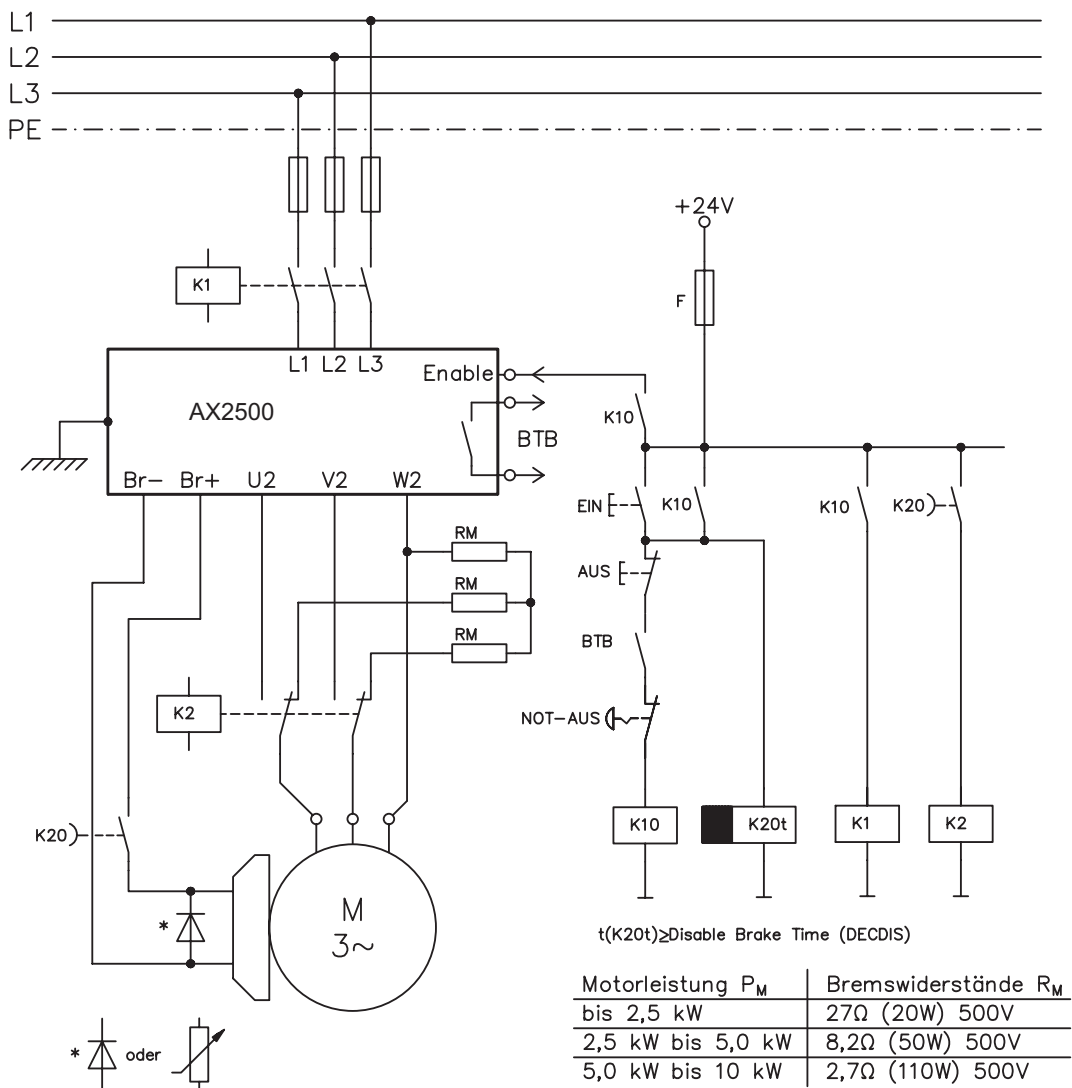 L1
L2
L3
PE
+24V
F
K1
L1 L2 L3
Enable
AX2500
BTB
K10
Br- Br+ U2 V2 W2
EIN
K10
K10
K20
RM
RM
RM
AUS
BTB
K2
NOT-AUS
K20
K10
K20t
K1
K2
M
3~
*
t(K20t)≥Disable Brake Time (DECDIS)
Motorleistung PM Bremswiderstände RM
bis 2,5 kW 27Ω (20W) 500V
2,5 kW bis 5,0 kW 8,2Ω (50W) 500V
5,0 kW bis 10 kW 2,7Ω (110W) 500V
* oder